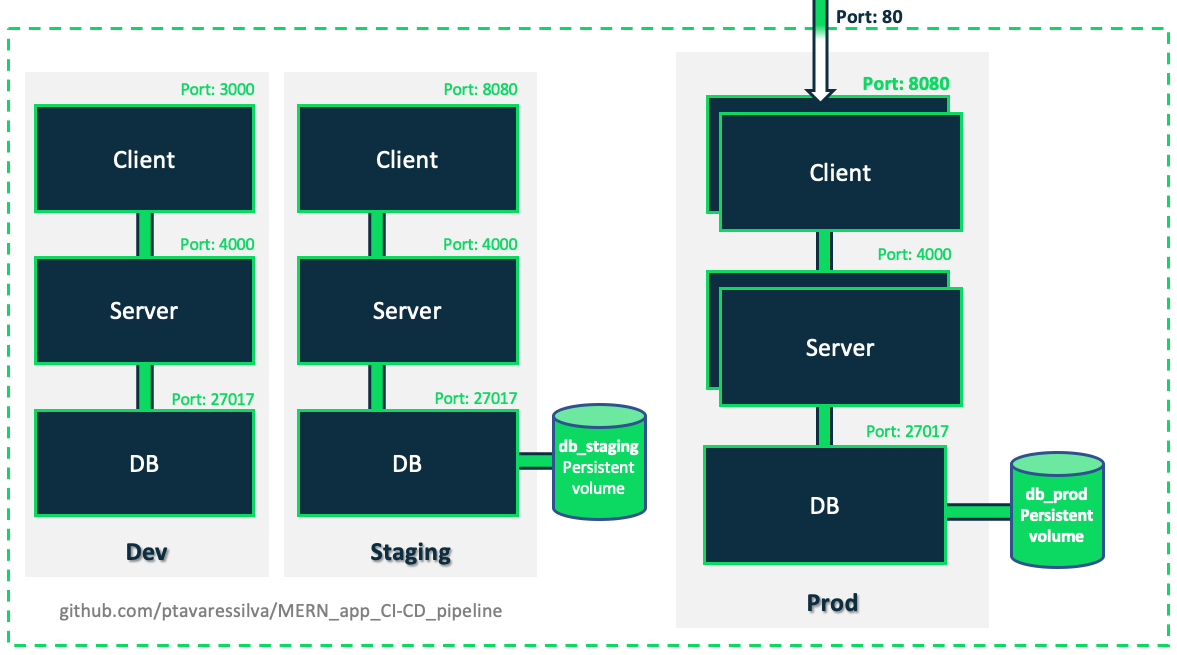 Port: 80
Port: 3000
Client
Port: 4000
Server
Port: 27017
DB
Dev
Port: 8080
Client
Port: 4000
Server
Port: 27017
DB
db_staging
Persistent
volume
Staging
Port: 8080
Client
Port: 4000
Server
Port: 27017
DB
db_prod
Persistent
volume
Prod
github.com/ptavaressilva/MERN_app_CI-CD_pipeline